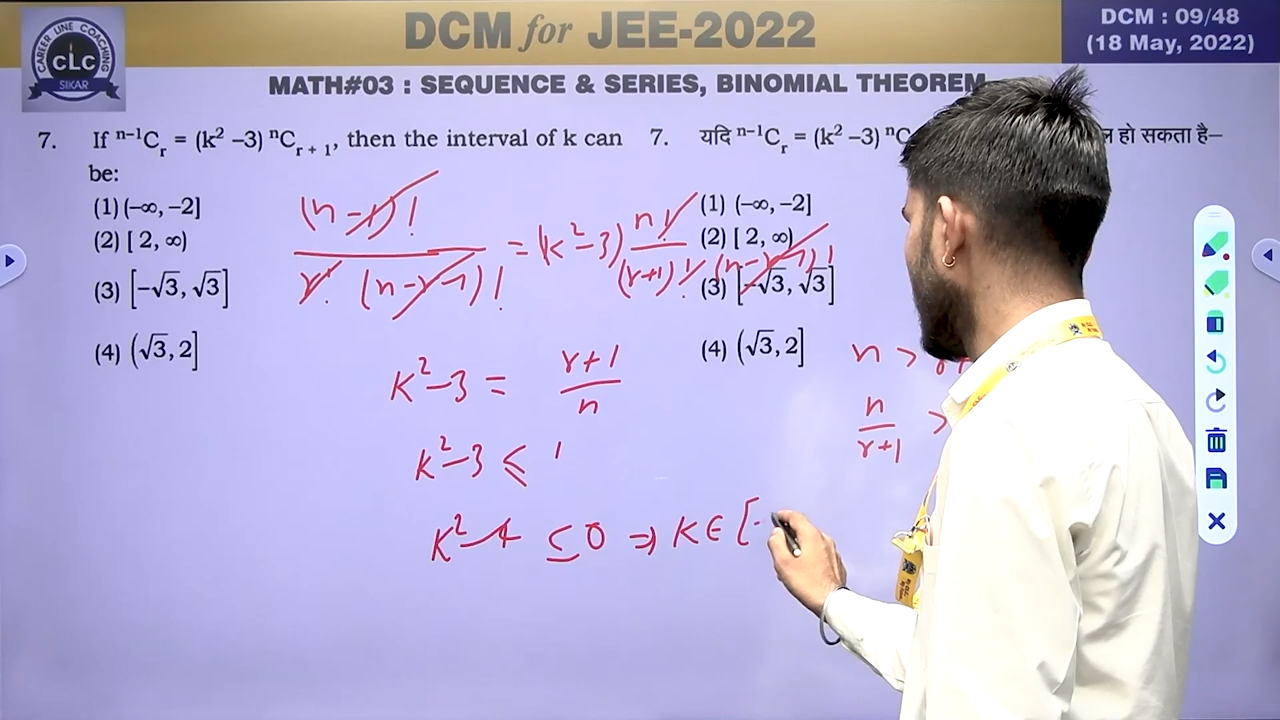 CAREER LINE COACHING
CLC
SIKAR
DCM for JEE-2022
DCM : 09/48
(18 May, 2022)
MATH#03 : SEQUENCE & SERIES, BINOMIAL THEOREM
7. If ⁿ⁻¹Cᵣ = (k² –3) ⁿCᵣ ₊ ₁, then the interval of k can be:
(1) (–∞, –2]
(2) [ 2, ∞)
(3) [–√3, √3]
(4) (√3, 2]
7. यदि ⁿ⁻¹Cᵣ = (k² –3) ⁿC हो सकता है–
(1) (–∞, –2]
(2) [ 2, ∞)
(3) [–√3, √3]
(4) (√3, 2]
(n-1)! / r! (n-r-1)! = (k²-3) n! / (r+1)! (n-r-1)!
k²-3 = r+1 / n
k²-3 ≤ 1
k²-4 ≤ 0 ⇒ k ∈ [-
n >
n / r+1 >